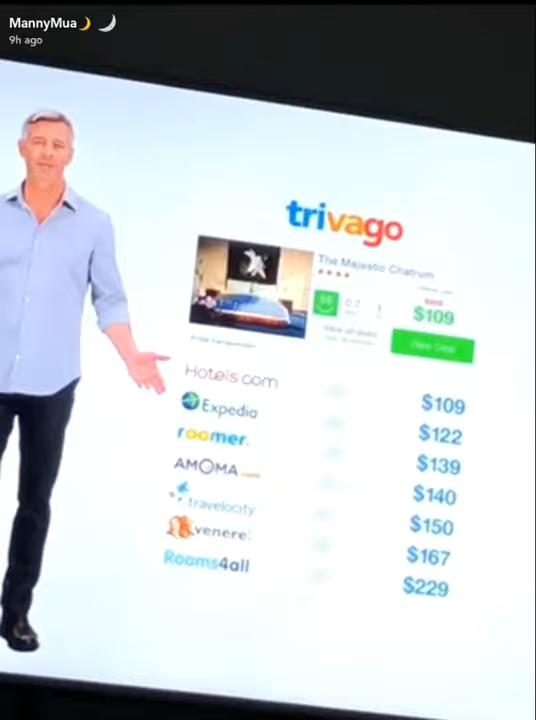 MannyMua🌙 🌙
9h ago
trivago
The Majestic Chatrum
$109
Hotels.com
$109
Expedia
$122
roomer.
$139
AMOMA.com
$140
travelocity
$150
venere
$167
Rooms4all
$229